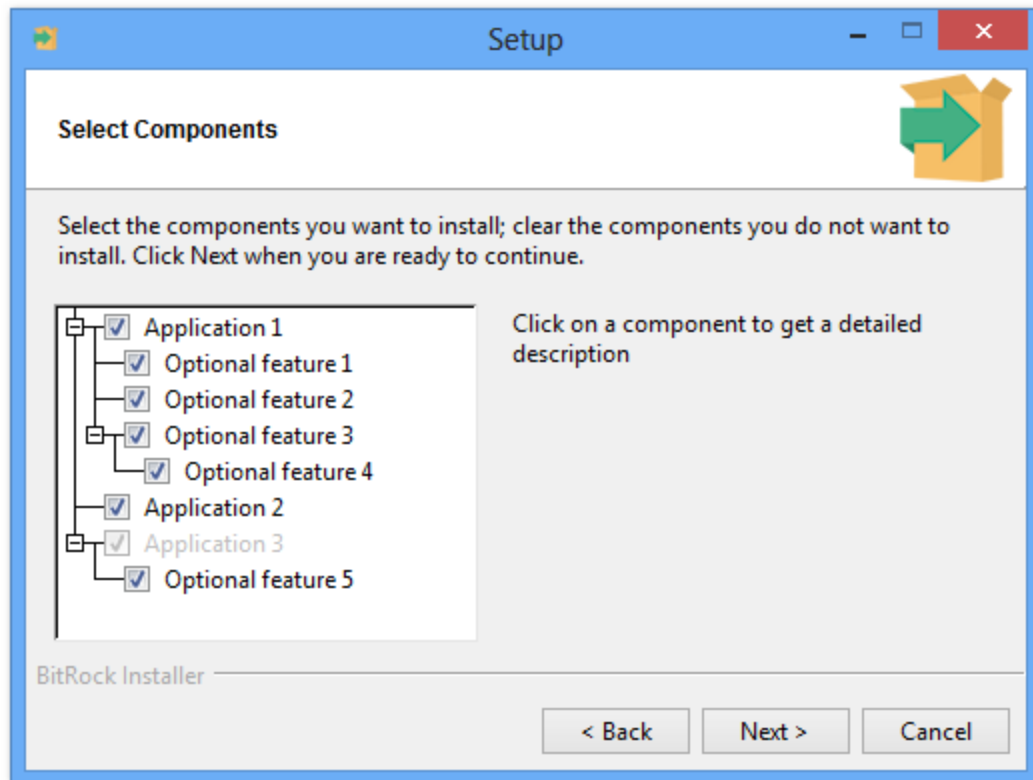 Setup
Select Components
Select the components you want to install; clear the components you do not want to
install. Click Next when you are ready to continue.
Application 1
Optional feature 1
Optional feature 2
Optional feature 3
Optional feature 4
Application 2
Application 3
Optional feature 5
Click on a component to get a detailed
description
BitRock Installer
< Back
Next >
Cancel